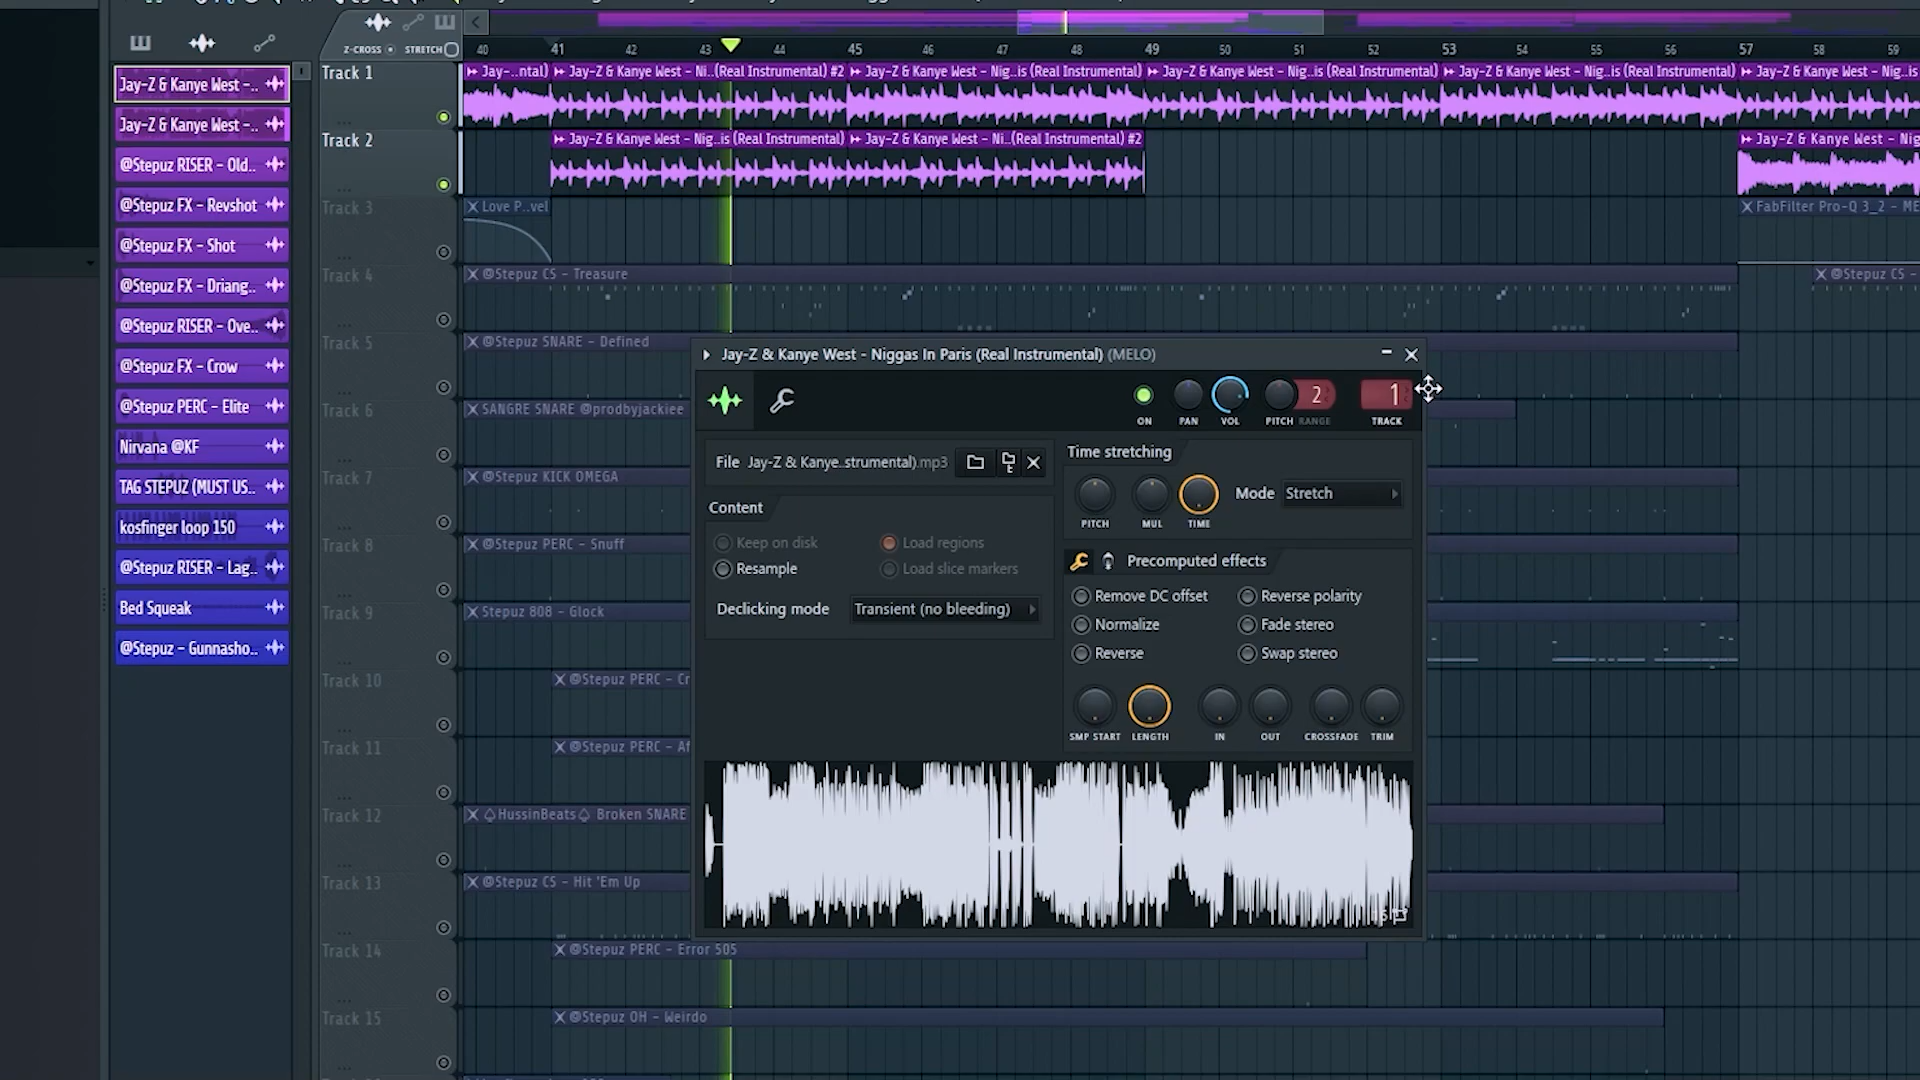 Z-CROSS STRETCH
40 41 42 43 44 45 46 47 48 49 50 51 52 53 54 55 56 57 58 59
Jay-Z & Kanye West -..
Jay-Z & Kanye West -..
@Stepuz RISER - Old..
@Stepuz FX - Revshot
@Stepuz FX - Shot
@Stepuz FX - Driang..
@Stepuz RISER - Ove..
@Stepuz FX - Crow
@Stepuz PERC - Elite
Nirvana @KF
TAG STEPUZ (MUST US..
kosfinger loop 150
@Stepuz RISER - Lag..
Bed Squeak
@Stepuz - Gunnasho..
Track 1
Jay-..ntal) Jay-Z & Kanye West - Ni..(Real Instrumental) #2 Jay-Z & Kanye West - Nig..is (Real Instrumental) Jay-Z & Kanye West - Nig..is (Real Instrumental) Jay-Z & Kanye West - Nig..is (Real Instrumental) Jay-Z & Kanye West - Nig..is
Track 2
Jay-Z & Kanye West - Nig..is (Real Instrumental) Jay-Z & Kanye West - Ni..(Real Instrumental) #2 Jay-Z & Kanye West - Nig
Track 3
Love P..vel FabFilter Pro-Q 3_2 - ME
Track 4
@Stepuz CS - Treasure @Stepuz CS -
Track 5
@Stepuz SNARE - Defined
Track 6
SANGRE SNARE @prodbyjackiee
Track 7
@Stepuz KICK OMEGA
Track 8
@Stepuz PERC - Snuff
Track 9
Stepuz 808 - Glock
Track 10
@Stepuz PERC - Cr
Track 11
@Stepuz PERC - Af
Track 12
HussinBeats Broken SNARE
Track 13
@Stepuz CS - Hit 'Em Up
Track 14
@Stepuz PERC - Error 505
Track 15
@Stepuz OH - Weirdo
Jay-Z & Kanye West - Niggas In Paris (Real Instrumental) (MELO)
2 1
ON PAN VOL PITCH RANGE TRACK
File Jay-Z & Kanye..strumental).mp3
Content
Keep on disk Load regions
Resample Load slice markers
Declicking mode Transient (no bleeding)
Time stretching
PITCH MUL TIME
Mode Stretch
Precomputed effects
Remove DC offset Reverse polarity
Normalize Fade stereo
Reverse Swap stereo
SMP START LENGTH IN OUT CROSSFADE TRIM